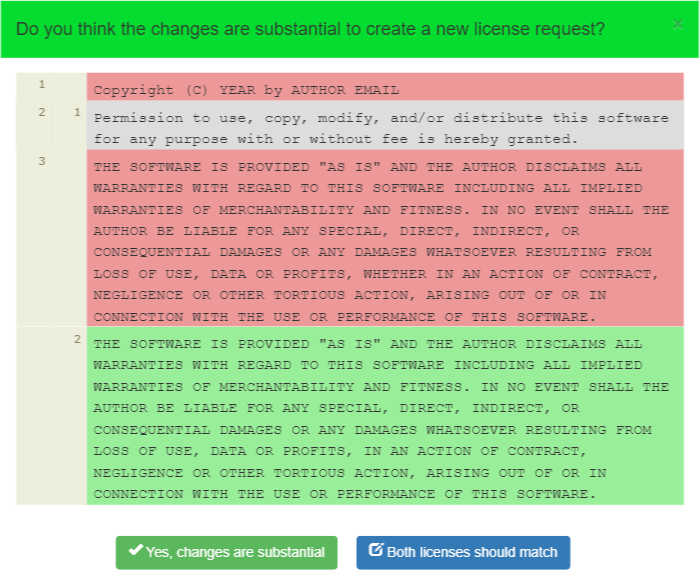 Do you think the changes are substantial to create a new license request?
×
1 Copyright (C) YEAR by AUTHOR EMAIL
2 1 Permission to use, copy, modify, and/or distribute this software
for any purpose with or without fee is hereby granted.
3 THE SOFTWARE IS PROVIDED "AS IS" AND THE AUTHOR DISCLAIMS ALL
WARRANTIES WITH REGARD TO THIS SOFTWARE INCLUDING ALL IMPLIED
WARRANTIES OF MERCHANTABILITY AND FITNESS. IN NO EVENT SHALL THE
AUTHOR BE LIABLE FOR ANY SPECIAL, DIRECT, INDIRECT, OR
CONSEQUENTIAL DAMAGES OR ANY DAMAGES WHATSOEVER RESULTING FROM
LOSS OF USE, DATA OR PROFITS, WHETHER IN AN ACTION OF CONTRACT,
NEGLIGENCE OR OTHER TORTIOUS ACTION, ARISING OUT OF OR IN
CONNECTION WITH THE USE OR PERFORMANCE OF THIS SOFTWARE.
2 THE SOFTWARE IS PROVIDED "AS IS" AND THE AUTHOR DISCLAIMS ALL
WARRANTIES WITH REGARD TO THIS SOFTWARE INCLUDING ALL IMPLIED
WARRANTIES OF MERCHANTABILITY AND FITNESS. IN NO EVENT SHALL THE
AUTHOR BE LIABLE FOR ANY SPECIAL, DIRECT, INDIRECT, OR
CONSEQUENTIAL DAMAGES OR ANY DAMAGES WHATSOEVER RESULTING FROM
LOSS OF USE, DATA OR PROFITS, IN AN ACTION OF CONTRACT,
NEGLIGENCE OR OTHER TORTIOUS ACTION, ARISING OUT OF OR IN
CONNECTION WITH THE USE OR PERFORMANCE OF THIS SOFTWARE.
Yes, changes are substantial
Both licenses should match